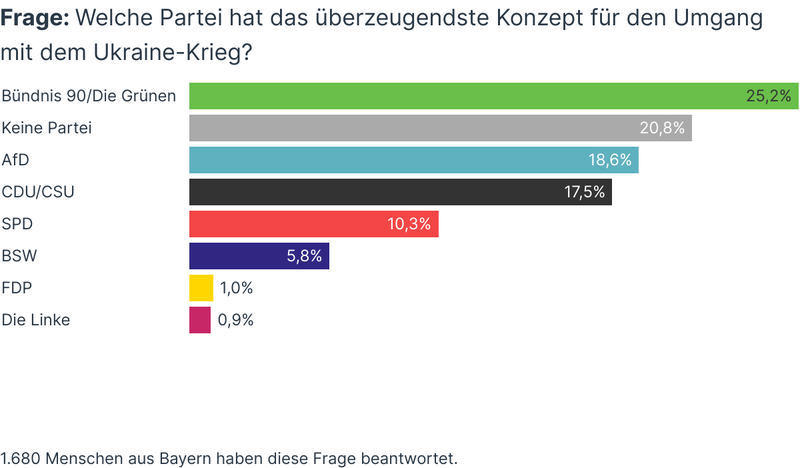 Frage: Welche Partei hat das überzeugendste Konzept für den Umgang
mit dem Ukraine-Krieg?
Bündnis 90/Die Grünen 25,2%
Keine Partei 20,8%
AfD 18,6%
CDU/CSU 17,5%
SPD 10,3%
BSW 5,8%
FDP 1,0%
Die Linke 0,9%
1.680 Menschen aus Bayern haben diese Frage beantwortet.